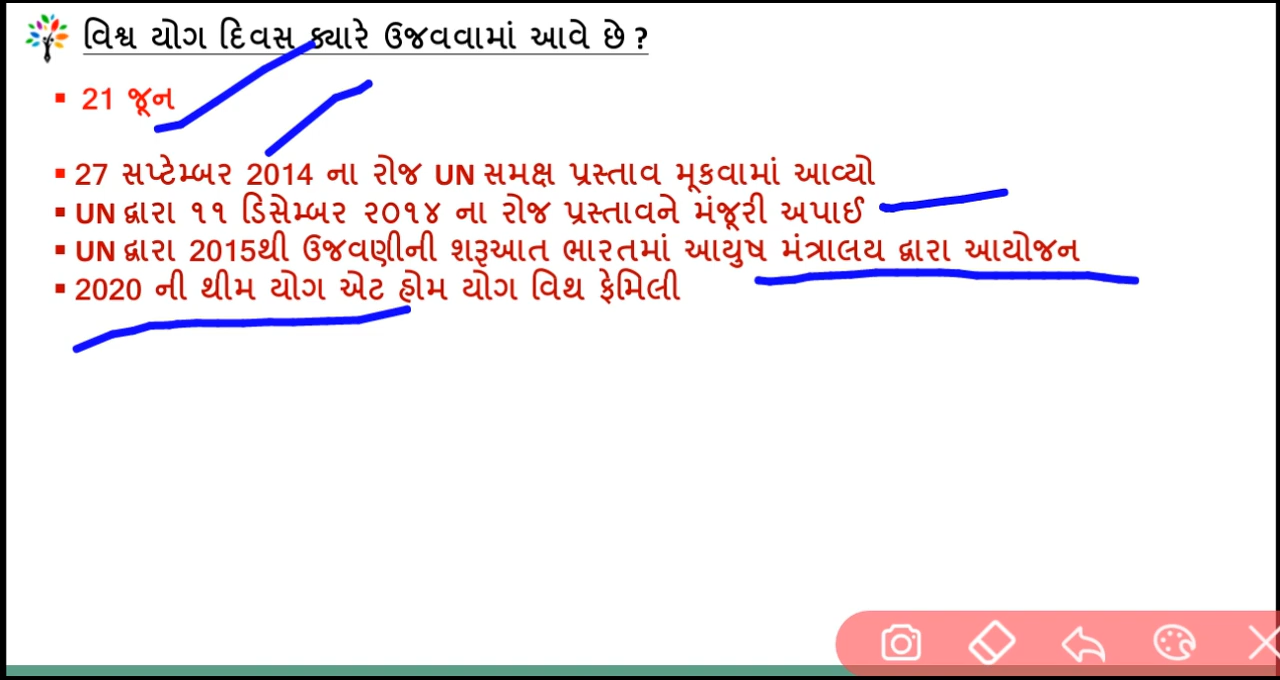 વિશ્વ યોગ દિવસ ક્યારે ઉજવવામાં આવે છે ?
▪ 21 જૂન
▪ 27 સપ્ટેમ્બર 2014 ના રોજ UN સમક્ષ પ્રસ્તાવ મૂકવામાં આવ્યો
▪ UN દ્વારા ૧૧ ડિસેમ્બર ૨૦૧૪ ના રોજ પ્રસ્તાવને મંજૂરી અપાઈ
▪ UN દ્વારા 2015થી ઉજવણીની શરૂઆત ભારતમાં આયુષ મંત્રાલય દ્વારા આયોજન
▪ 2020 ની થીમ યોગ એટ હોમ યોગ વિથ ફેમિલી